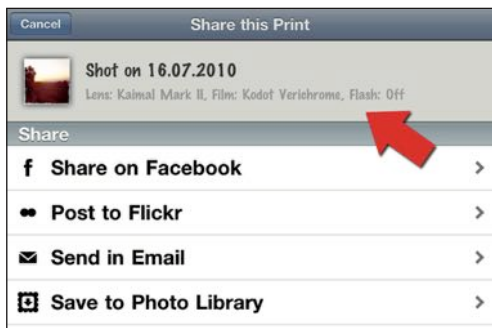 Cancel
Share this Print
Shot on 16.07.2010
Lens: Kaimal Mark II, Film: Kodot Verichrome, Flash: Off
Share
Share on Facebook
Post to Flickr
Send in Email
Save to Photo Library